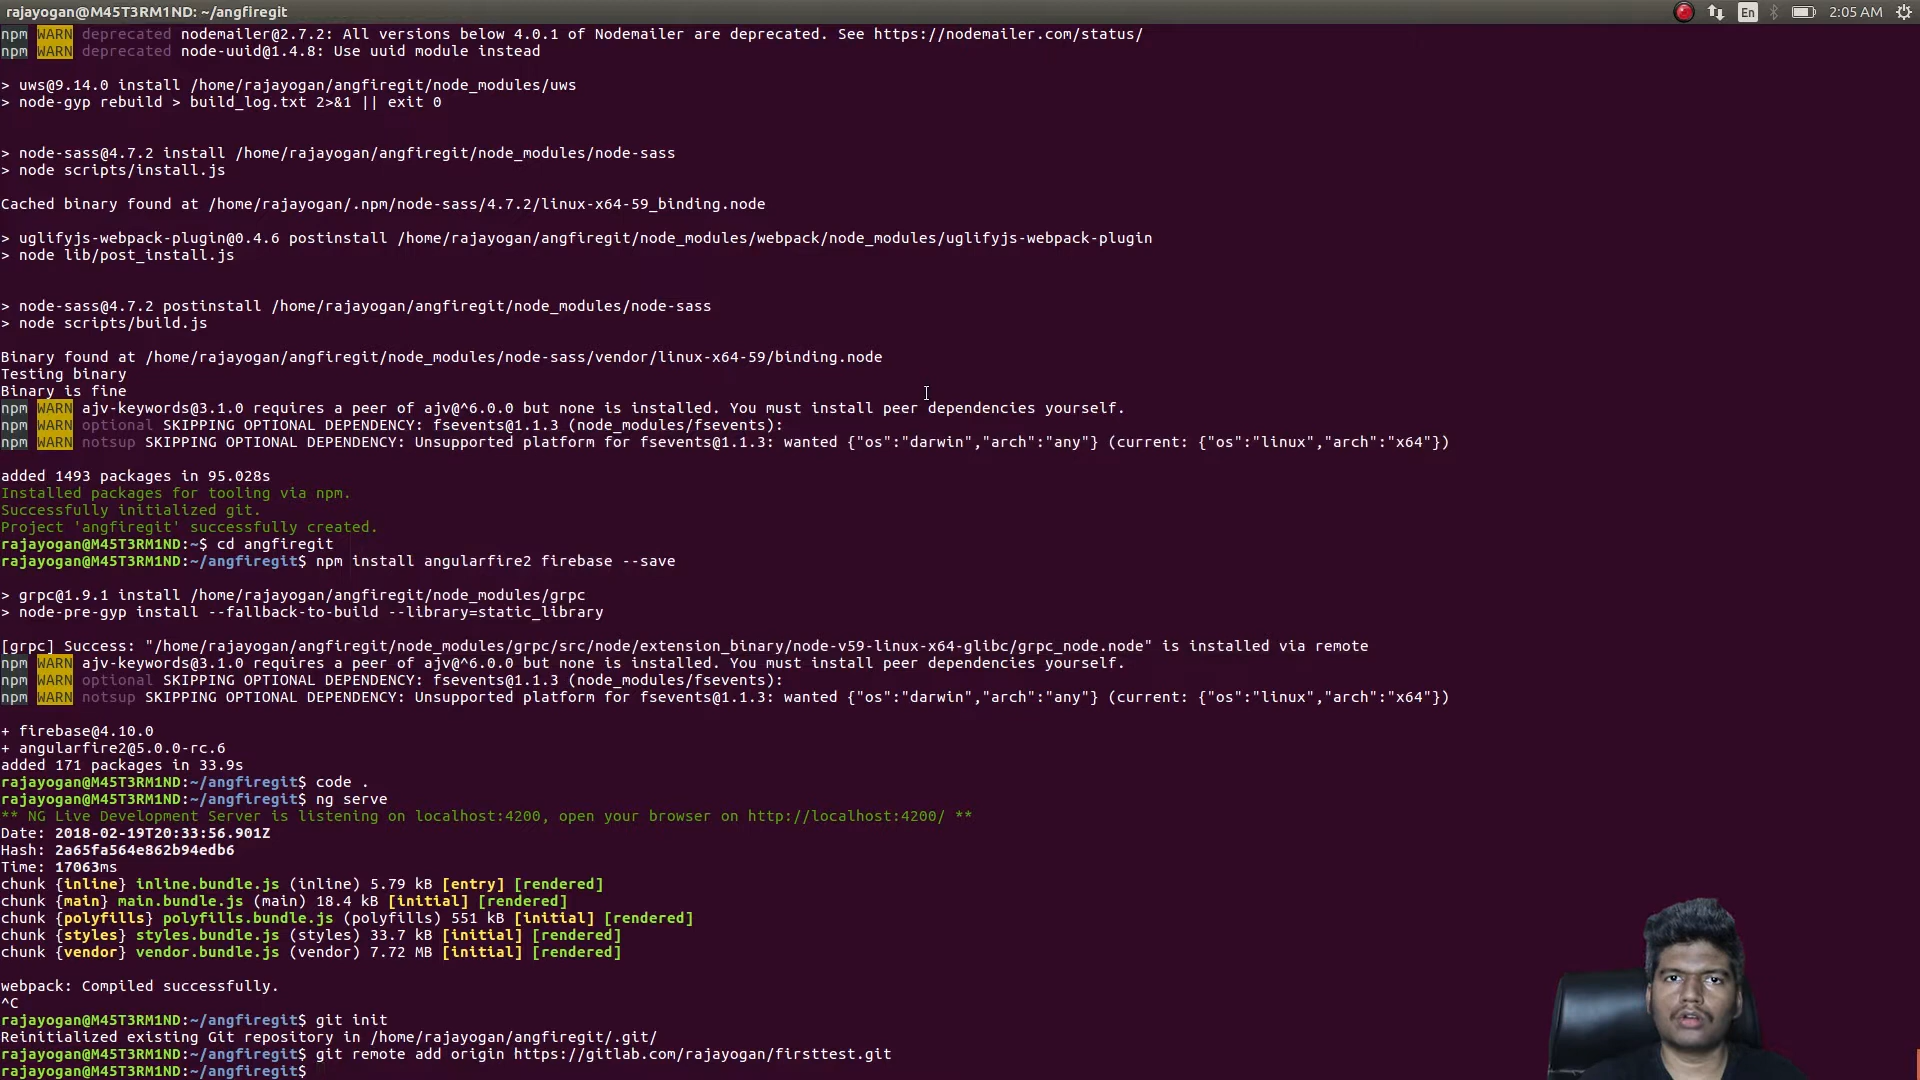 rajayogan@M45T3RM1ND: ~/angfiregit
En
2:05 AM
npm WARN deprecated nodemailer@2.7.2: All versions below 4.0.1 of Nodemailer are deprecated. See https://nodemailer.com/status/
npm WARN deprecated node-uuid@1.4.8: Use uuid module instead
> uws@9.14.0 install /home/rajayogan/angfiregit/node_modules/uws
> node-gyp rebuild > build_log.txt 2>&1 || exit 0
> node-sass@4.7.2 install /home/rajayogan/angfiregit/node_modules/node-sass
> node scripts/install.js
Cached binary found at /home/rajayogan/.npm/node-sass/4.7.2/linux-x64-59_binding.node
> uglifyjs-webpack-plugin@0.4.6 postinstall /home/rajayogan/angfiregit/node_modules/webpack/node_modules/uglifyjs-webpack-plugin
> node lib/post_install.js
> node-sass@4.7.2 postinstall /home/rajayogan/angfiregit/node_modules/node-sass
> node scripts/build.js
Binary found at /home/rajayogan/angfiregit/node_modules/node-sass/vendor/linux-x64-59/binding.node
Testing binary
Binary is fine
npm WARN ajv-keywords@3.1.0 requires a peer of ajv@^6.0.0 but none is installed. You must install peer dependencies yourself.
npm WARN optional SKIPPING OPTIONAL DEPENDENCY: fsevents@1.1.3 (node_modules/fsevents):
npm WARN notsup SKIPPING OPTIONAL DEPENDENCY: Unsupported platform for fsevents@1.1.3: wanted {"os":"darwin","arch":"any"} (current: {"os":"linux","arch":"x64"})
added 1493 packages in 95.028s
Installed packages for tooling via npm.
Successfully initialized git.
Project 'angfiregit' successfully created.
rajayogan@M45T3RM1ND:~$ cd angfiregit
rajayogan@M45T3RM1ND:~/angfiregit$ npm install angularfire2 firebase --save
> grpc@1.9.1 install /home/rajayogan/angfiregit/node_modules/grpc
> node-pre-gyp install --fallback-to-build --library=static_library
[grpc] Success: "/home/rajayogan/angfiregit/node_modules/grpc/src/node/extension_binary/node-v59-linux-x64-glibc/grpc_node.node" is installed via remote
npm WARN ajv-keywords@3.1.0 requires a peer of ajv@^6.0.0 but none is installed. You must install peer dependencies yourself.
npm WARN optional SKIPPING OPTIONAL DEPENDENCY: fsevents@1.1.3 (node_modules/fsevents):
npm WARN notsup SKIPPING OPTIONAL DEPENDENCY: Unsupported platform for fsevents@1.1.3: wanted {"os":"darwin","arch":"any"} (current: {"os":"linux","arch":"x64"})
+ firebase@4.10.0
+ angularfire2@5.0.0-rc.6
added 171 packages in 33.9s
rajayogan@M45T3RM1ND:~/angfiregit$ code .
rajayogan@M45T3RM1ND:~/angfiregit$ ng serve
** NG Live Development Server is listening on localhost:4200, open your browser on http://localhost:4200/ **
Date: 2018-02-19T20:33:56.901Z
Hash: 2a65fa564e862b94edb6
Time: 17063ms
chunk {inline} inline.bundle.js (inline) 5.79 kB [entry] [rendered]
chunk {main} main.bundle.js (main) 18.4 kB [initial] [rendered]
chunk {polyfills} polyfills.bundle.js (polyfills) 551 kB [initial] [rendered]
chunk {styles} styles.bundle.js (styles) 33.7 kB [initial] [rendered]
chunk {vendor} vendor.bundle.js (vendor) 7.72 MB [initial] [rendered]
webpack: Compiled successfully.
^C
rajayogan@M45T3RM1ND:~/angfiregit$ git init
Reinitialized existing Git repository in /home/rajayogan/angfiregit/.git/
rajayogan@M45T3RM1ND:~/angfiregit$ git remote add origin https://gitlab.com/rajayogan/firsttest.git
rajayogan@M45T3RM1ND:~/angfiregit$